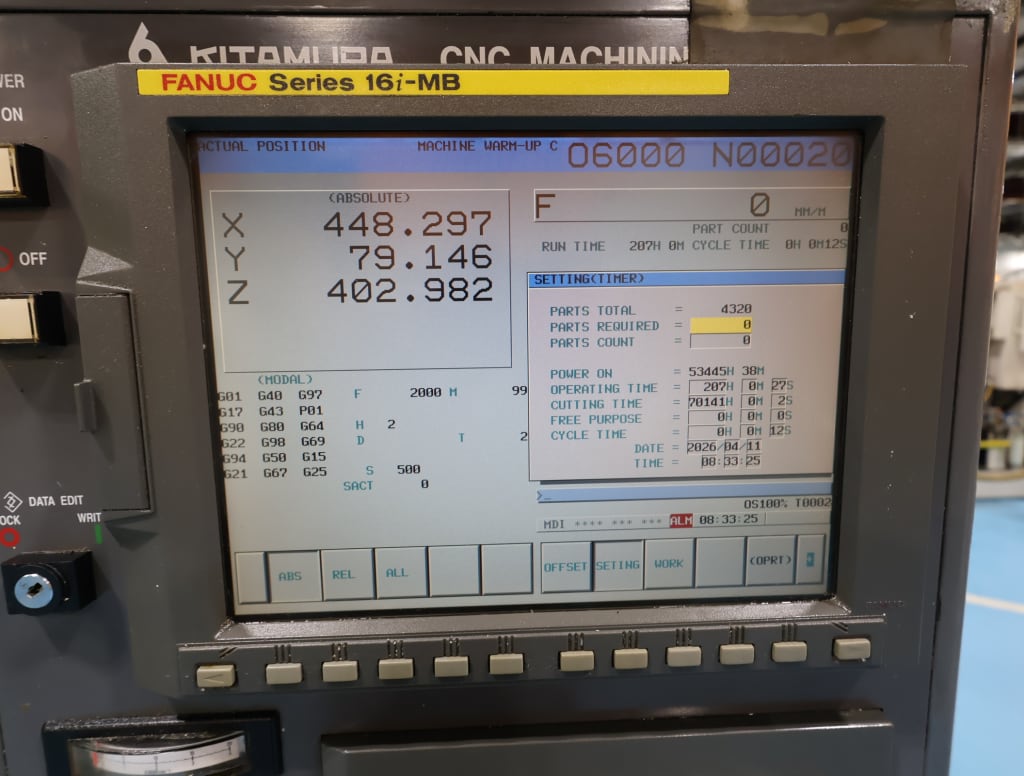 KITAMURA CNC MACHININ
FANUC Series 16i-MB
WER
ON
OFF
DATA EDIT
OCK
WRIT
ACTUAL POSITION MACHINE WARM-UP C O6000 N00020
(ABSOLUTE)
X 448.297
Y 79.146
Z 402.982
F 0 MM/M
PART COUNT 0
RUN TIME 207H 0M CYCLE TIME 0H 0M12S
(MODAL)
G01 G40 G97 F 2000 M 99
G17 G43 P01
G90 G80 G64 H 2
G22 G98 G69 D T 2
G94 G50 G15
G21 G67 G25 S 500
SACT 0
SETTING(TIMER)
PARTS TOTAL = 4320
PARTS REQUIRED = 0
PARTS COUNT = 0
POWER ON = 53445H 38M
OPERATING TIME = 207H 0M 27S
CUTTING TIME = 70141H 0M 2S
FREE PURPOSE = 0H 0M 0S
CYCLE TIME = 0H 0M 12S
DATE = 2026/04/11
TIME = 08:33:25
>_
OS100% T0002
MDI **** *** *** ALM 08:33:25
ABS REL ALL OFFSET SETING WORK (OPRT)